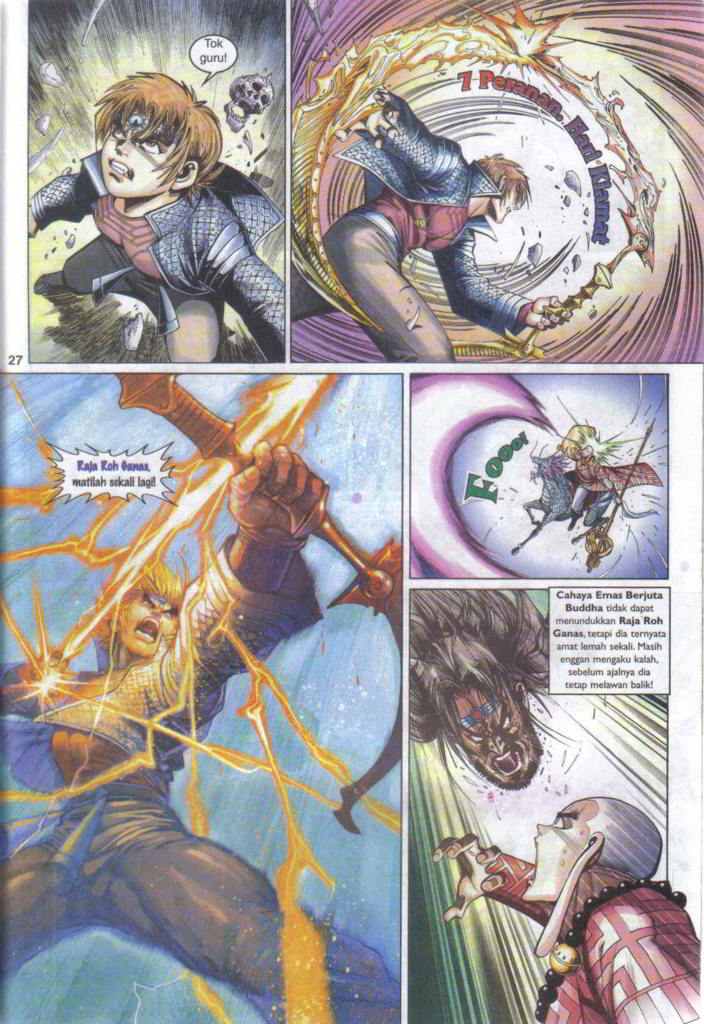 Tok
guru!
7 Peranan, Hari Kiamat
27
Raja Roh Ganas,
matilah sekali lagi!
Fooo!
Cahaya Emas Berjuta
Buddha tidak dapat
menundukkan Raja Roh
Ganas, tetapi dia ternyata
amat lemah sekali. Masih
enggan mengaku kalah,
sebelum ajalnya dia
tetap melawan balik!